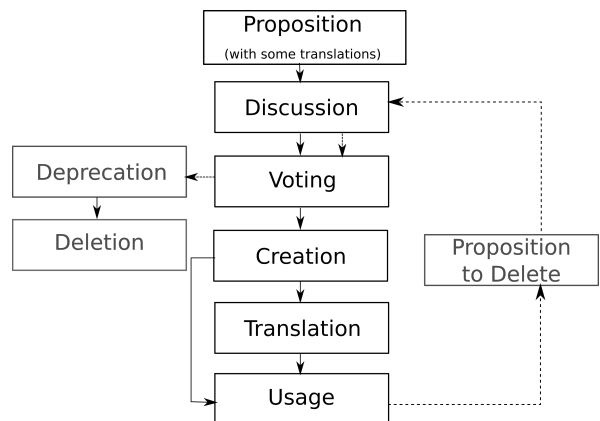 Proposition
(with some translations)
Discussion
Deprecation
Voting
Deletion
Creation
Proposition
to Delete
Translation
Usage